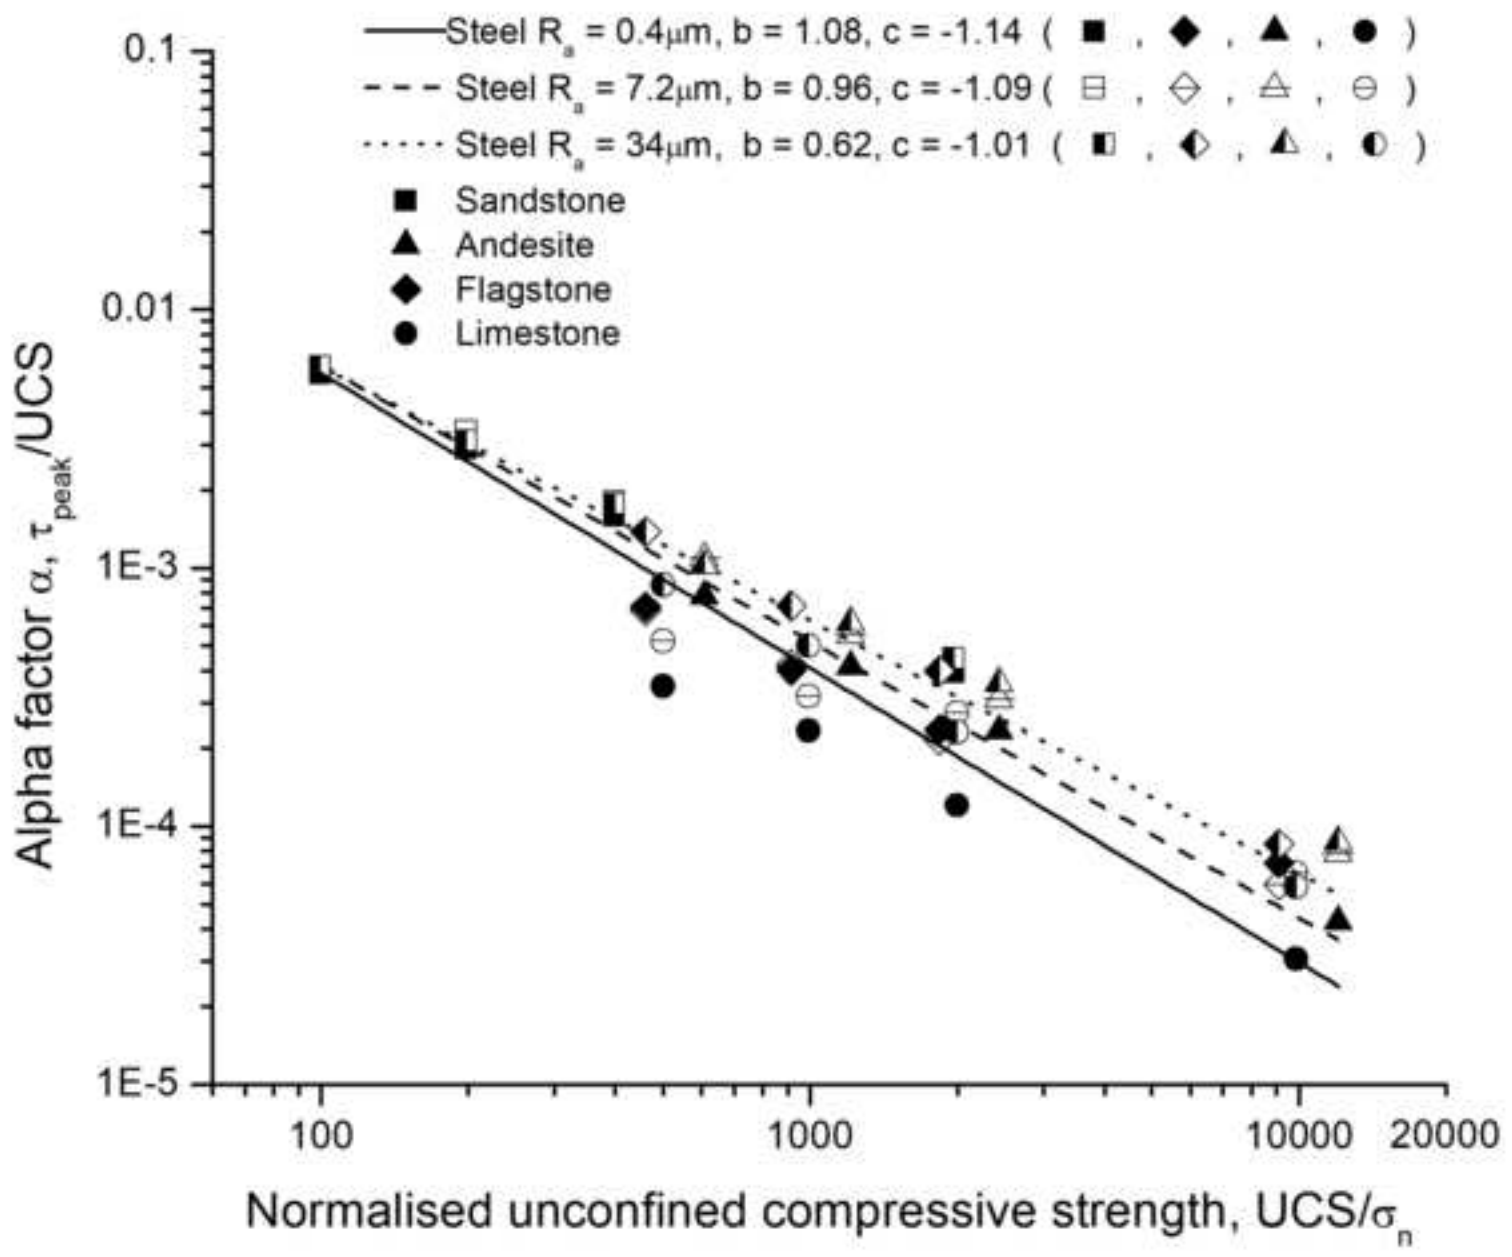 Steel Ra = 0.4μm, b = 1.08, c = -1.14 ( ■ , ◆ , ▲ , ● )
Steel Ra = 7.2μm, b = 0.96, c = -1.09 ( , , , )
Steel Ra = 34μm, b = 0.62, c = -1.01 ( , , , )
Sandstone
Andesite
Flagstone
Limestone
0.1
0.01
1E-3
1E-4
1E-5
Alpha factor α, τpeak/UCS
100
1000
10000
20000
Normalised unconfined compressive strength, UCS/σn